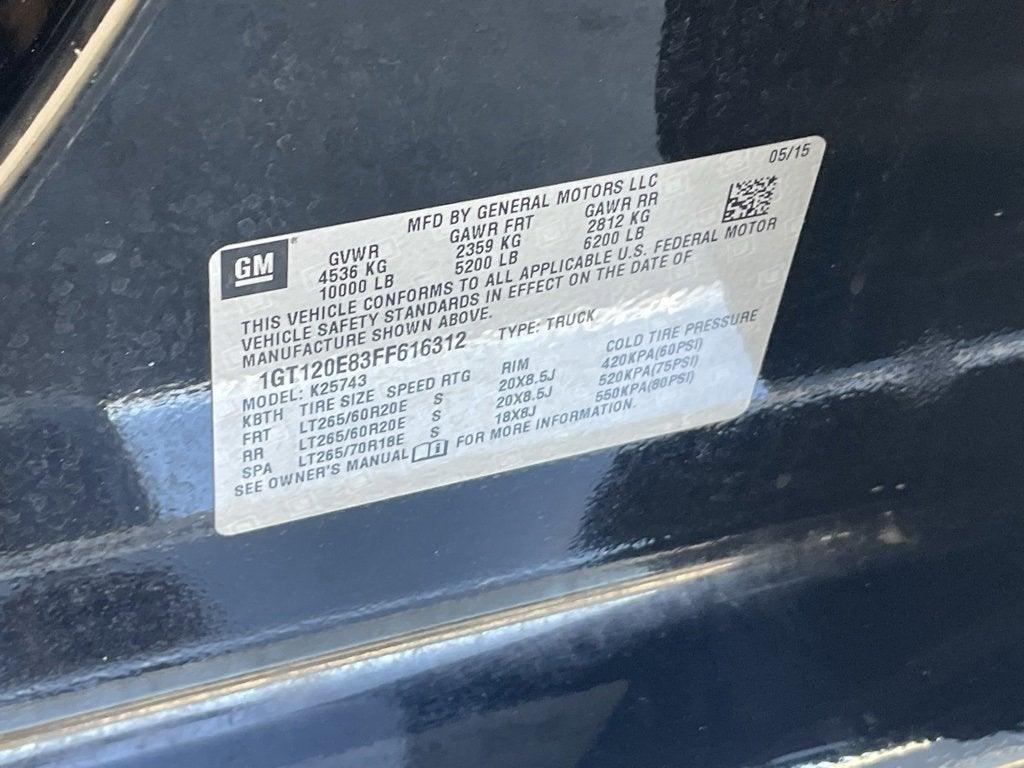 05/15
MFD BY GENERAL MOTORS LLC
GM®
GVWR GAWR FRT GAWR RR
4536 KG 2359 KG 2812 KG
10000 LB 5200 LB 6200 LB
THIS VEHICLE CONFORMS TO ALL APPLICABLE U.S. FEDERAL MOTOR
VEHICLE SAFETY STANDARDS IN EFFECT ON THE DATE OF
MANUFACTURE SHOWN ABOVE.
1GT120E83FF616312 TYPE: TRUCK
MODEL: K25743
KBTH TIRE SIZE SPEED RTG RIM COLD TIRE PRESSURE
FRT LT265/60R20E S 20X8.5J 420KPA(60PSI)
RR LT265/60R20E S 20X8.5J 520KPA(75PSI)
SPA LT265/70R18E S 18X8J 550KPA(80PSI)
SEE OWNER'S MANUAL FOR MORE INFORMATION.